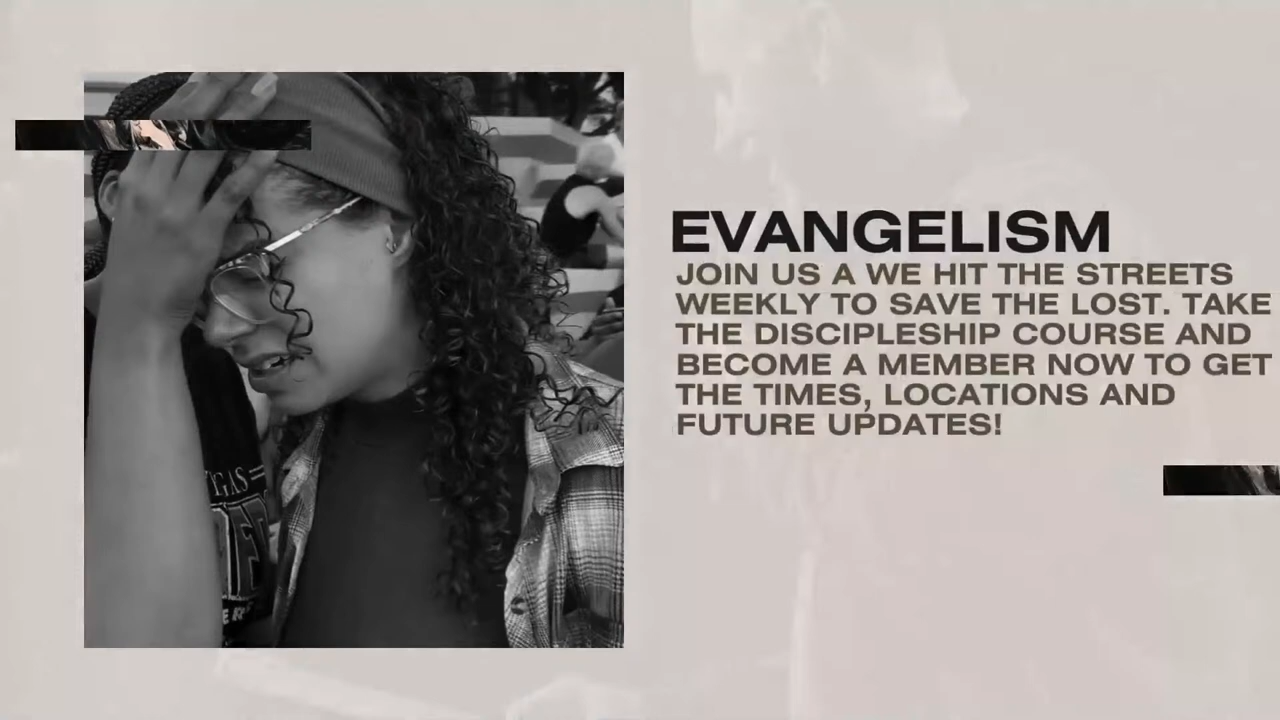 EVANGELISM
JOIN US A WE HIT THE STREETS
WEEKLY TO SAVE THE LOST. TAKE
THE DISCIPLESHIP COURSE AND
BECOME A MEMBER NOW TO GET
THE TIMES, LOCATIONS AND
FUTURE UPDATES!